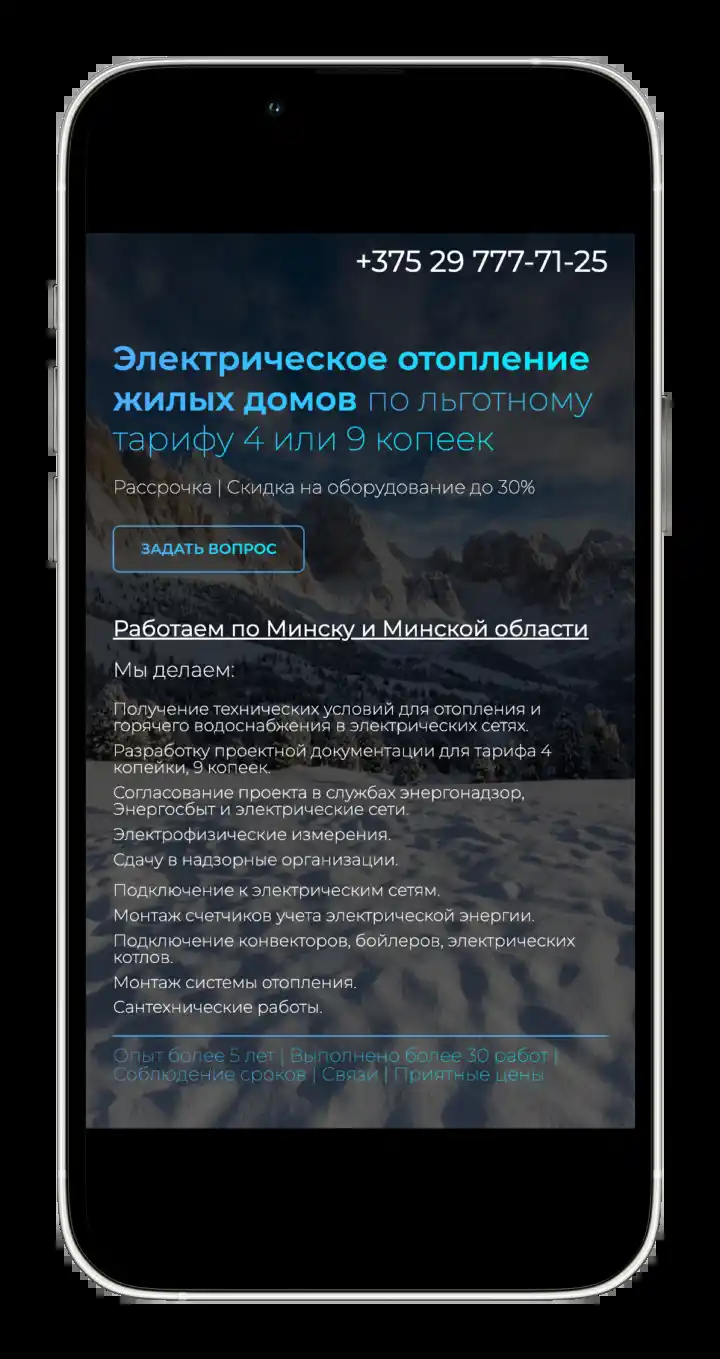 +375 29 777-71-25
Электрическое отопление
жилых домов по льготному
тарифу 4 или 9 копеек
Рассрочка | Скидка на оборудование до 30%
ЗАДАТЬ ВОПРОС
Работаем по Минску и Минской области
Мы делаем:
Получение технических условий для отопления и
горячего водоснабжения в электрических сетях.
Разработку проектной документации для тарифа 4
копейки, 9 копеек.
Согласование проекта в службах энергонадзор,
Энергосбыт и электрические сети.
Электрофизические измерения.
Сдачу в надзорные организации.
Подключение к электрическим сетям.
Монтаж счетчиков учета электрической энергии.
Подключение конвекторов, бойлеров, электрических
котлов.
Монтаж системы отопления.
Сантехнические работы.
Опыт более 5 лет | Выполнено более 30 работ |
Соблюдение сроков | Связи | Приятные цены